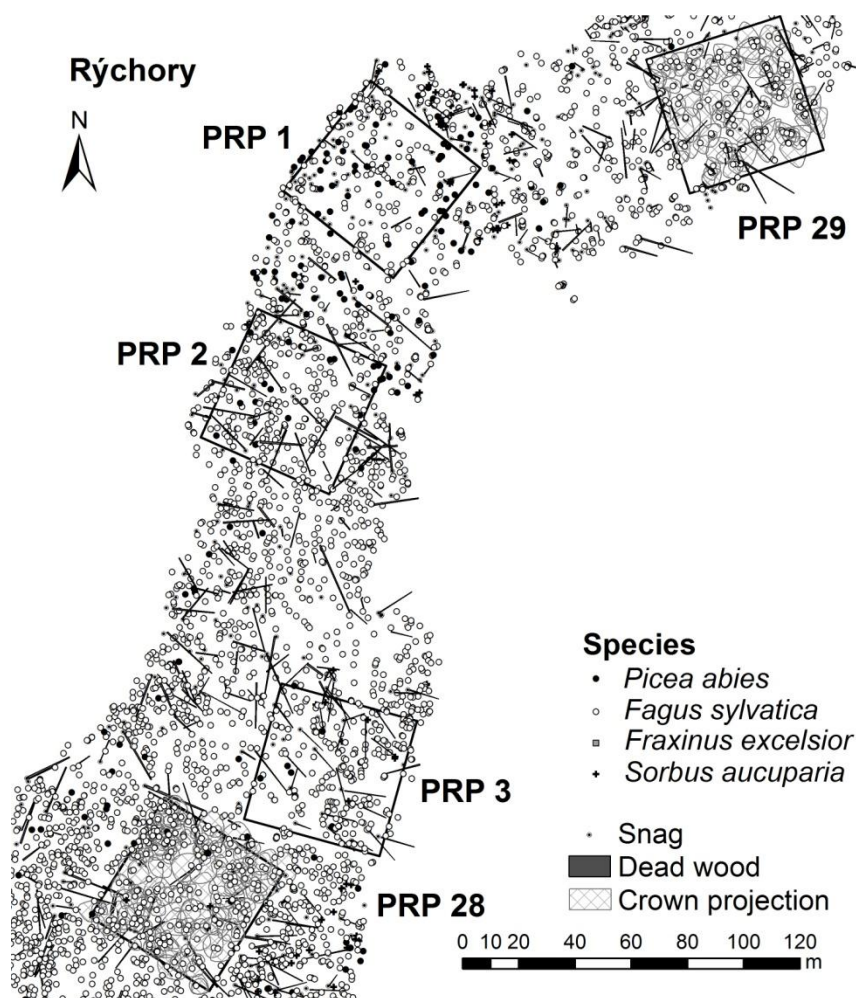 Rýchory
N
PRP 1
PRP 29
PRP 2
Species
Picea abies
Fagus sylvatica
Fraxinus excelsior
Sorbus aucuparia
PRP 3
Snag
Dead wood
PRP 28
Crown projection
0 10 20 40 60 80 100 120
m